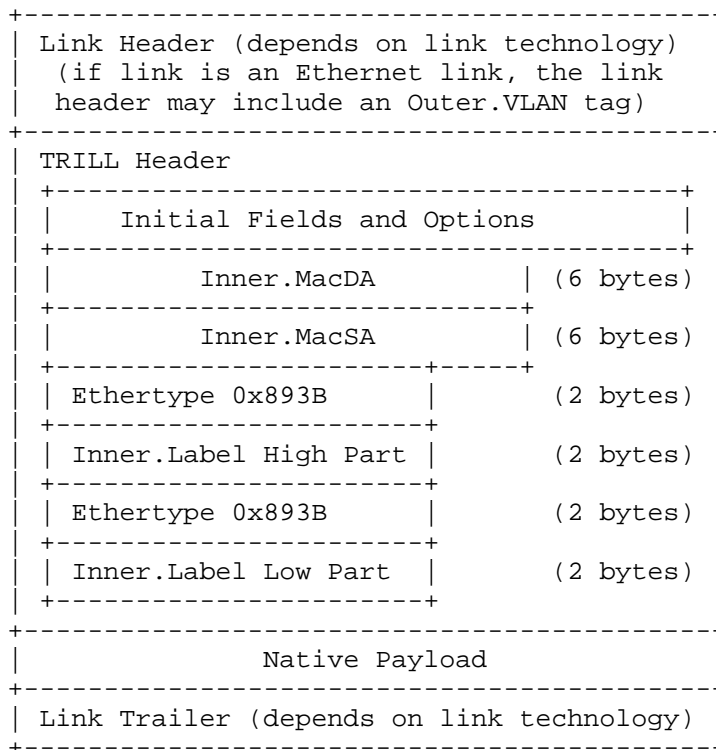 Link Header (depends on link technology)
(if link is an Ethernet link, the link
header may include an Outer.VLAN tag)
TRILL Header
Initial Fields and Options
Inner.MacDA (6 bytes)
Inner.MacSA (6 bytes)
Ethertype 0x893B (2 bytes)
Inner.Label High Part (2 bytes)
Ethertype 0x893B (2 bytes)
Inner.Label Low Part (2 bytes)
Native Payload
Link Trailer (depends on link technology)